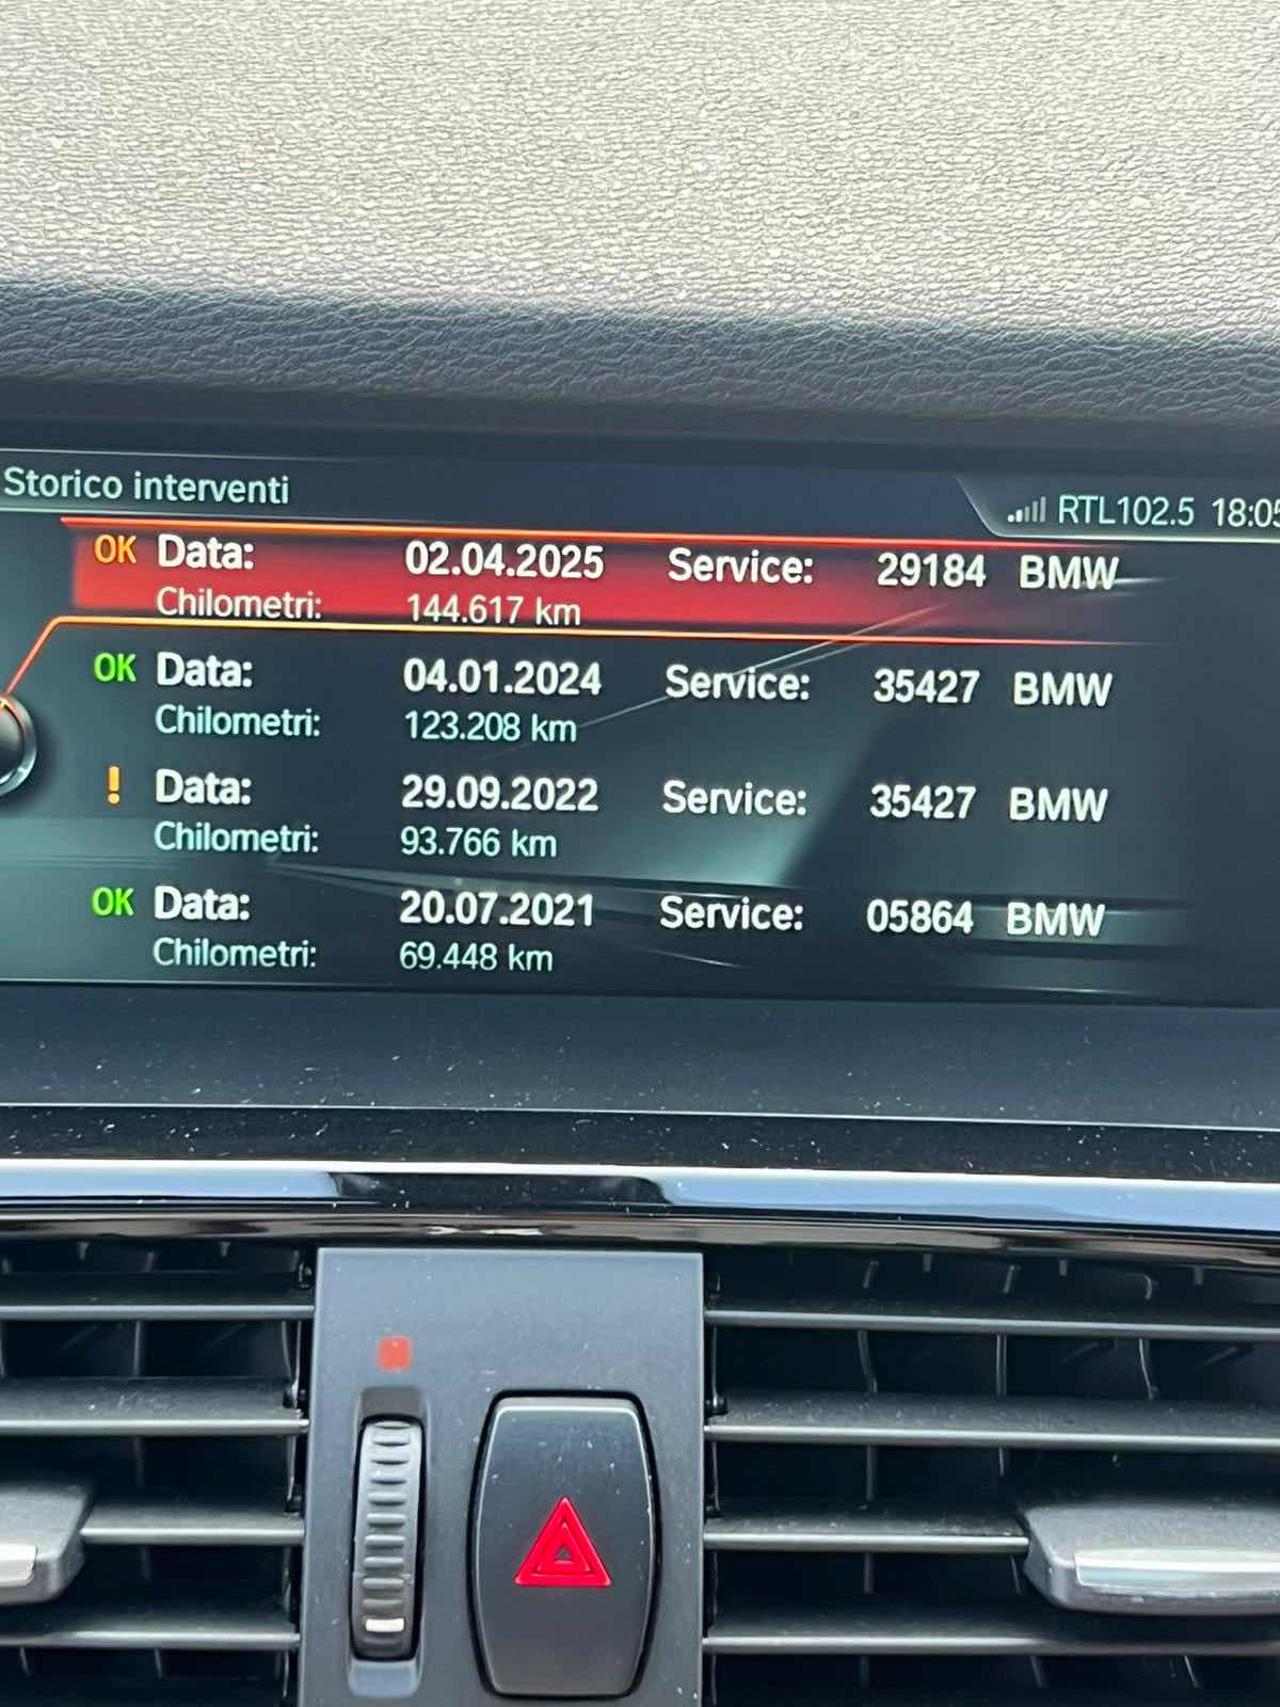 Storico interventi
RTL102.5 18:05
OK Data: 02.04.2025 Service: 29184 BMW
Chilometri: 144.617 km
OK Data: 04.01.2024 Service: 35427 BMW
Chilometri: 123.208 km
! Data: 29.09.2022 Service: 35427 BMW
Chilometri: 93.766 km
OK Data: 20.07.2021 Service: 05864 BMW
Chilometri: 69.448 km